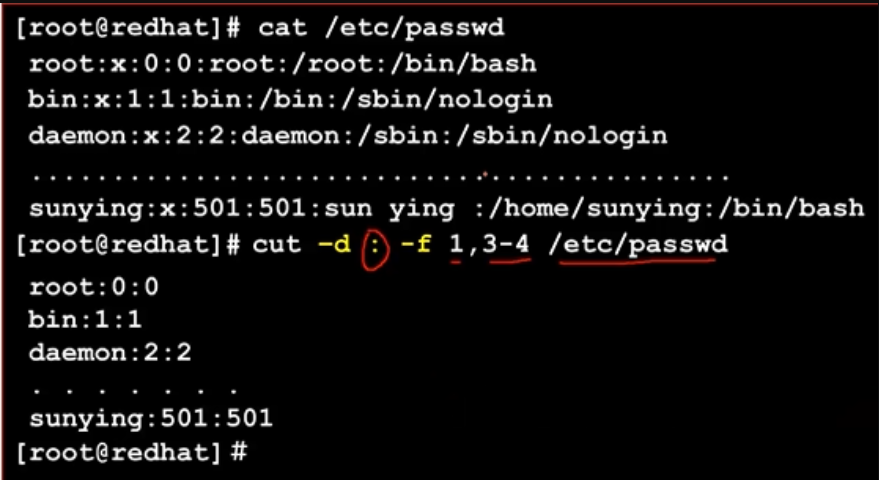 [root@redhat]# cat /etc/passwd
root:x:0:0:root:/root:/bin/bash
bin:x:1:1:bin:/bin:/sbin/nologin
daemon:x:2:2:daemon:/sbin:/sbin/nologin
............................................
sunying:x:501:501:sun ying :/home/sunying:/bin/bash
[root@redhat]# cut –d : -f 1,3-4 /etc/passwd
root:0:0
bin:1:1
daemon:2:2
. . . . . . .
sunying:501:501
[root@redhat]#